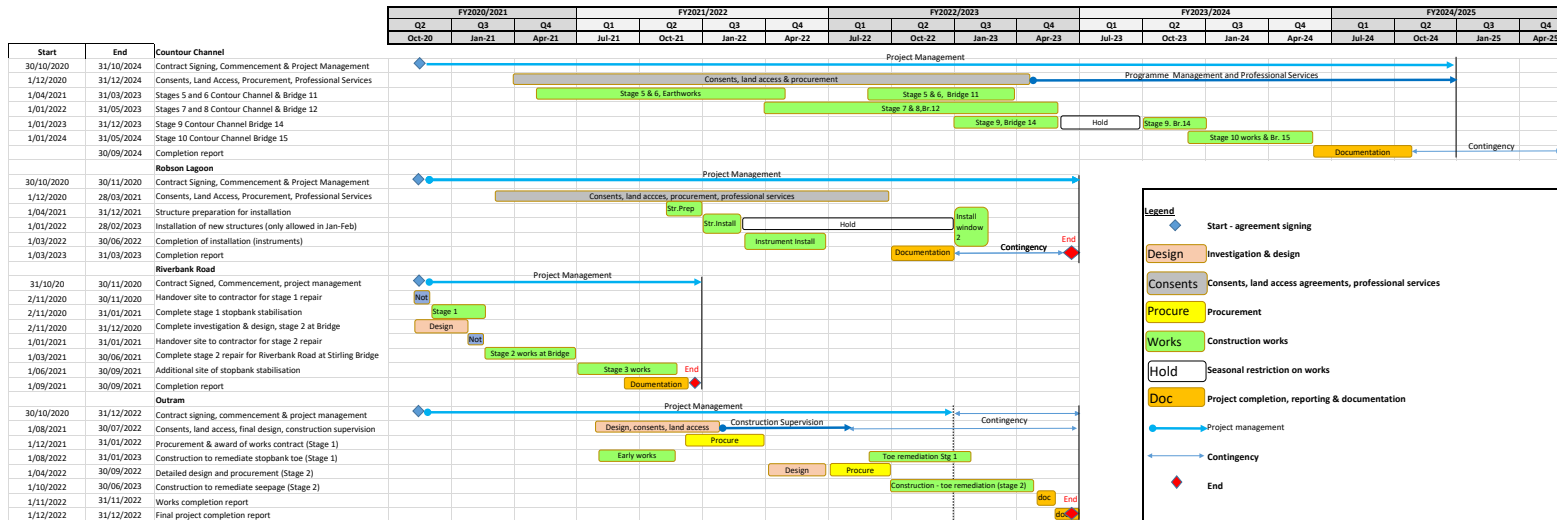 FY2020/2021 FY2021/2022 FY2022/2023 FY2023/2024 FY2024/2025
Q2 Q3 Q4 Q1 Q2 Q3 Q4 Q1 Q2 Q3 Q4 Q1 Q2 Q3 Q4 Q1 Q2 Q3 Q4
Oct-20 Jan-21 Apr-21 Jul-21 Oct-21 Jan-22 Apr-22 Jul-22 Oct-22 Jan-23 Apr-23 Jul-23 Oct-23 Jan-24 Apr-24 Jul-24 Oct-24 Jan-25 Apr-25
Start End Countour Channel
30/10/2020 31/10/2024 Contract Signing, Commencement & Project Management Project Management
1/12/2020 31/12/2024 Consents, Land Access, Procurement, Professional Services Consents, land access & procurement Programme Management and Professional Services
1/04/2021 31/03/2023 Stages 5 and 6 Contour Channel & Bridge 11 Stage 5 & 6, Earthworks Stage 5 & 6, Bridge 11
1/01/2022 31/05/2023 Stages 7 and 8 Contour Channel & Bridge 12 Stage 7 & 8,Br.12
1/01/2023 31/12/2023 Stage 9 Contour Channel Bridge 14 Stage 9, Bridge 14 Hold Stage 9. Br.14
1/01/2024 31/05/2024 Stage 10 Contour Channel Bridge 15 Stage 10 works & Br. 15
30/09/2024 Completion report Documentation Contingency
Robson Lagoon
30/10/2020 30/11/2020 Contract Signing, Commencement & Project Management Project Management
1/12/2020 28/03/2021 Consents, Land Access, Procurement, Professional Services Consents, land accces, procurement, professional services
1/04/2021 31/12/2021 Structure preparation for installation Str.Prep
1/01/2022 28/02/2023 Installation of new structures (only allowed in Jan-Feb) Str.Install Hold Install window 2
1/03/2022 30/06/2022 Completion of installation (instruments) Instrument Install End
1/03/2023 31/03/2023 Completion report Documentation Contingency
Riverbank Road
31/10/20 30/11/2020 Contract Signed, Commencement, project management Project Management
2/11/2020 30/11/2020 Handover site to contractor for stage 1 repair Not
2/11/2020 31/01/2021 Complete stage 1 stopbank stabilisation Stage 1
2/11/2020 31/12/2020 Complete investigation & design, stage 2 at Bridge Design
1/01/2021 31/01/2021 Handover site to contractor for stage 2 repair Not
1/03/2021 30/06/2021 Complete stage 2 repair for Riverbank Road at Stirling Bridge Stage 2 works at Bridge
1/06/2021 30/09/2021 Additional site of stopbank stabilisation Stage 3 works End
1/09/2021 30/09/2021 Completion report Doumentation
Outram
30/10/2020 31/12/2022 Contract signing, commencement & project management Project Management
1/08/2021 30/07/2022 Consents, land access, final design, construction supervision Design, consents, land access Construction Supervision Contingency
1/12/2021 31/01/2022 Procurement & award of works contract (Stage 1) Procure
1/08/2022 31/01/2023 Construction to remediate stopbank toe (Stage 1) Early works Toe remediation Stg 1
1/04/2022 30/09/2022 Detailed design and procurement (Stage 2) Design Procure
1/10/2022 30/06/2023 Construction to remediate seepage (Stage 2) Construction - toe remediation (stage 2)
1/11/2022 31/11/2022 Works completion report doc End
1/12/2022 31/12/2022 Final project completion report
Legend
Start - agreement signing
Design Investigation & design
Consents Consents, land access agreements, professional services
Procure Procurement
Works Construction works
Hold Seasonal restriction on works
Doc Project completion, reporting & documentation
Project management
Contingency
End